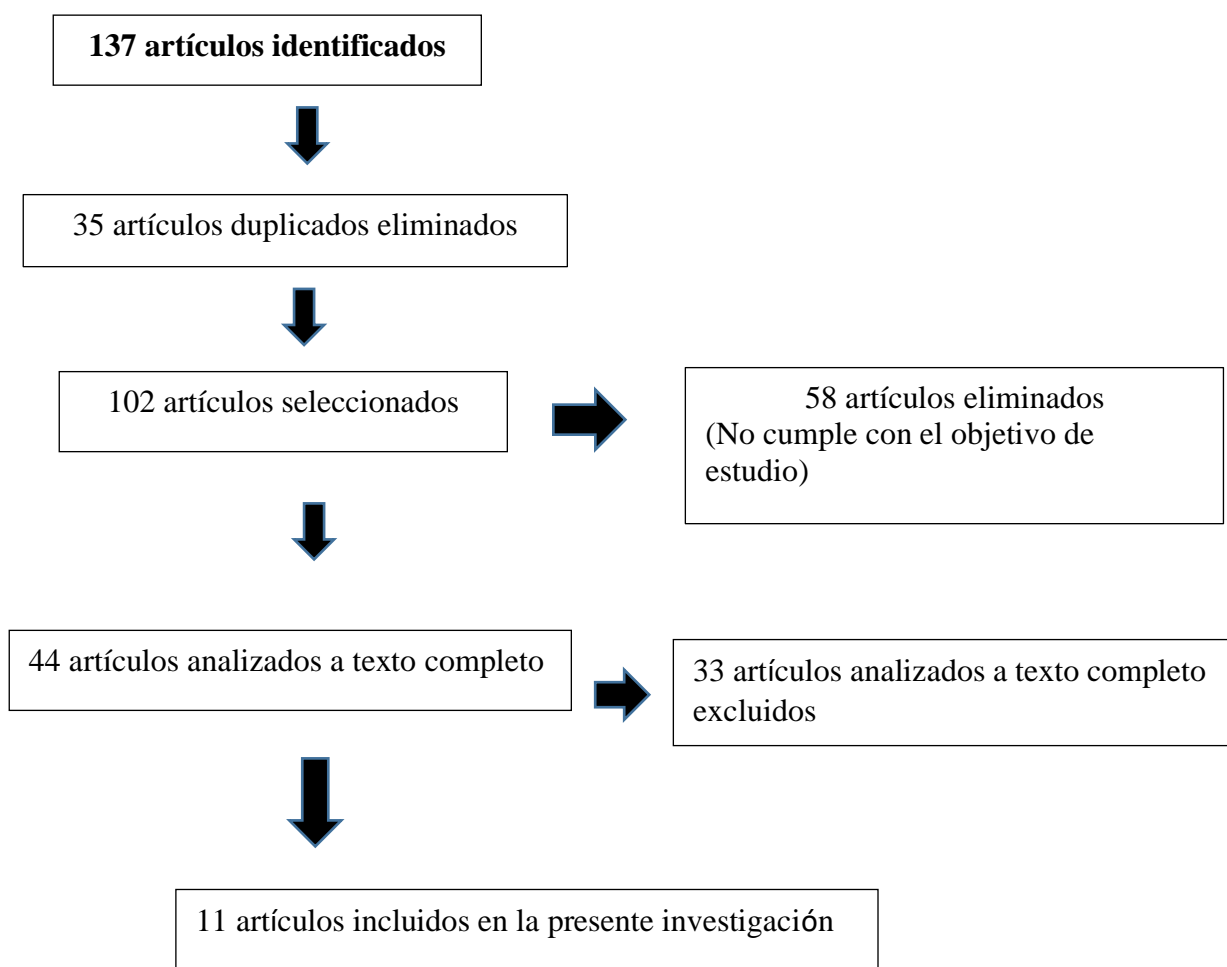 137 artículos identificados
35 artículos duplicados eliminados
102 artículos seleccionados
58 artículos eliminados
(No cumple con el objetivo de
estudio)
44 artículos analizados a texto completo
33 artículos analizados a texto completo
excluidos
11 artículos incluidos en la presente investigación